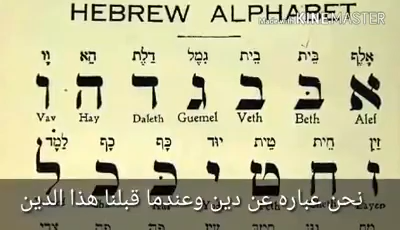 HEBREW ALPHABET
Made with KINEMASTER
אָלֶף בֵּית בֵית גִמֶל דָלֶת הֵא וָו
א בּ ב ג ד ה ו
Vav Hay Daleth Guemel Veth Beth Alef
זַיִן חֵית טֵית יוּד כַּף כַף לָמֶד
ז ח ט י כּ כ ל
نحن عباره عن دين وعندما قبلنا هذا الدين